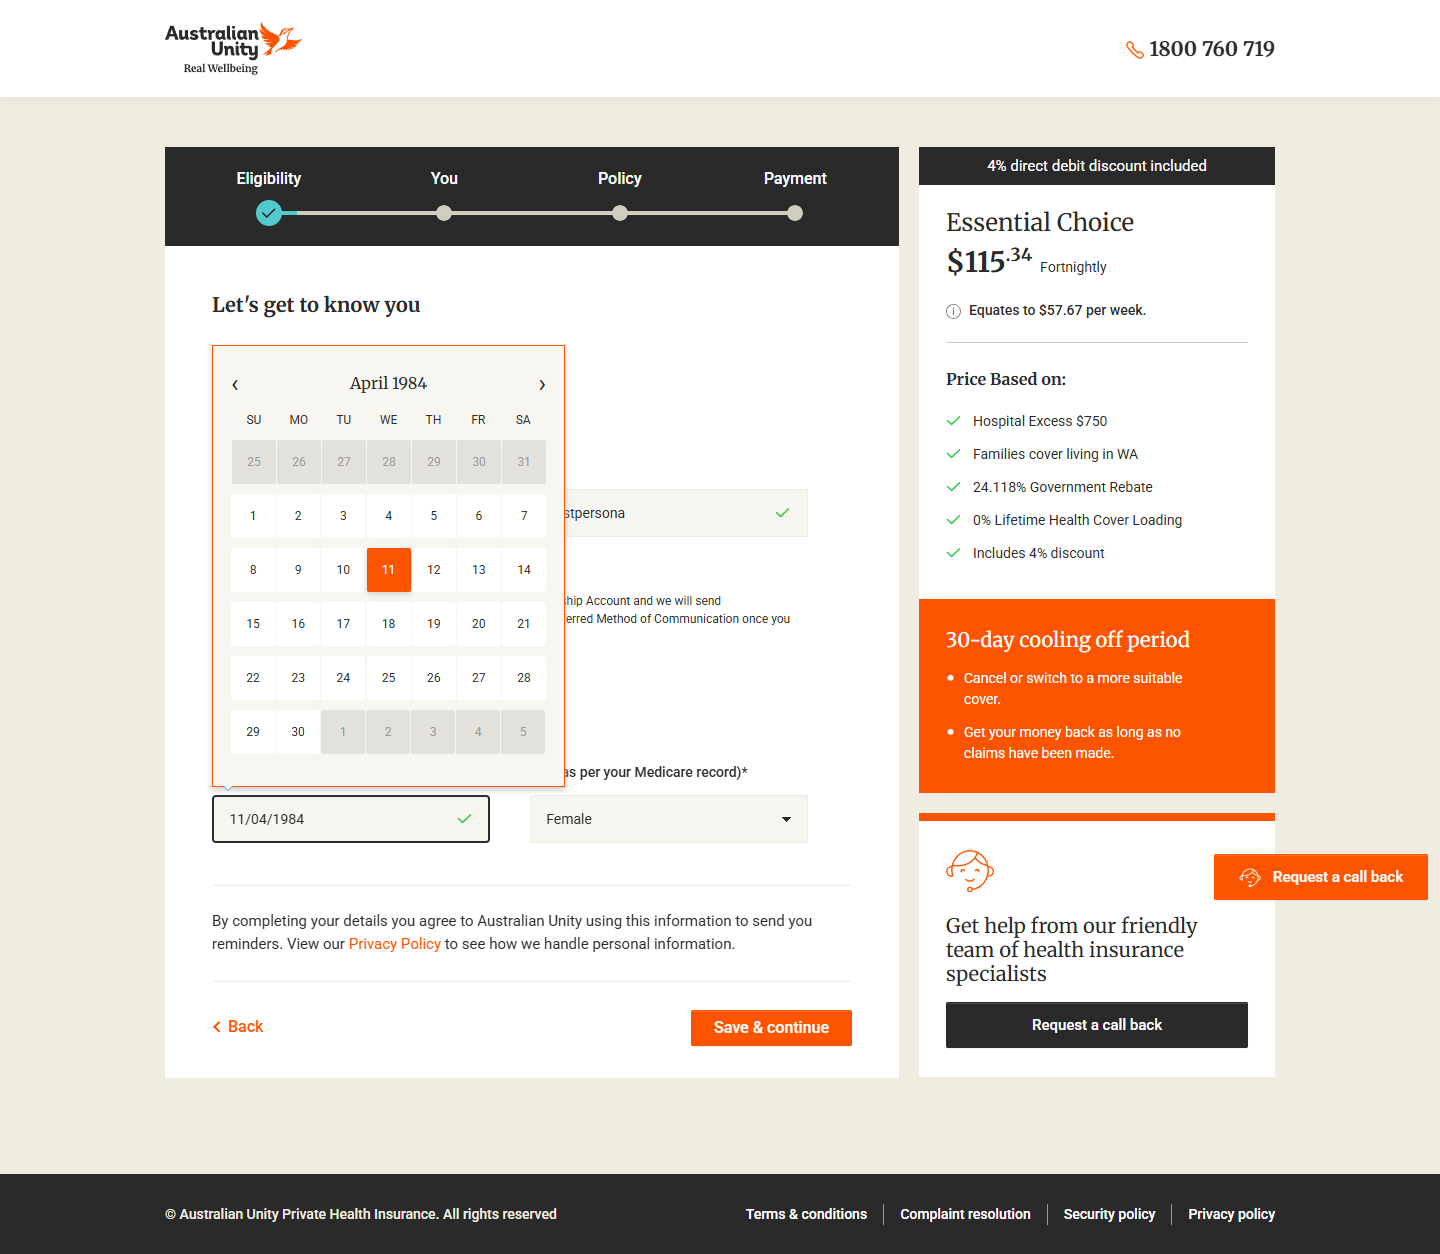 Australian
Unity
Real Wellbeing
1800 760 719
Eligibility
You
Policy
Payment
Let's get to know you
April 1984
SU MO TU WE TH FR SA
25 26 27 28 29 30 31
1 2 3 4 5 6 7
8 9 10 11 12 13 14
15 16 17 18 19 20 21
22 23 24 25 26 27 28
29 30 1 2 3 4 5
stpersona
ship Account and we will send
ferred Method of Communication once you
as per your Medicare record)*
11/04/1984
Female
By completing your details you agree to Australian Unity using this information to send you
reminders. View our Privacy Policy to see how we handle personal information.
Back
Save & continue
4% direct debit discount included
Essential Choice
$115.34 Fortnightly
Equates to $57.67 per week.
Price Based on:
Hospital Excess $750
Families cover living in WA
24.118% Government Rebate
0% Lifetime Health Cover Loading
Includes 4% discount
30-day cooling off period
Cancel or switch to a more suitable
cover.
Get your money back as long as no
claims have been made.
Request a call back
Get help from our friendly
team of health insurance
specialists
Request a call back
© Australian Unity Private Health Insurance. All rights reserved
Terms & conditions
Complaint resolution
Security policy
Privacy policy